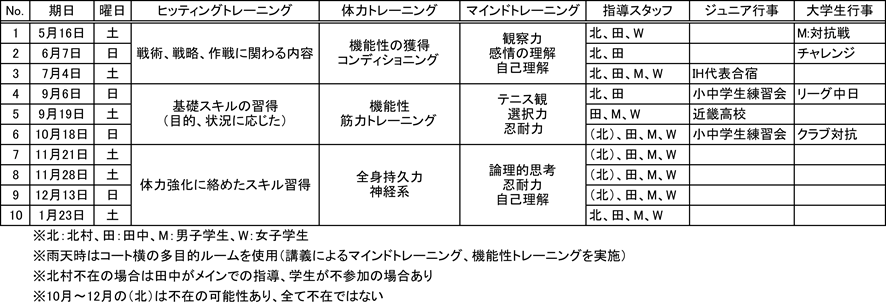 No. 期日 曜日 ヒッティングトレーニング 体力トレーニング マインドトレーニング 指導スタッフ ジュニア行事 大学生行事
1 5月16日 土 北、田、W M:対抗戦
2 6月7日 日 北、田 チャレンジ
3 7月4日 土 北、田、M、W IH代表合宿
戦術、戦略、作戦に関わる内容
機能性の獲得
コンディショニング
観察力
感情の理解
自己理解
4 9月6日 日 北、田 小中学生練習会 リーグ中日
5 9月19日 土 田、M、W 近畿高校
6 10月18日 日 (北)、田、M、W 小中学生練習会 クラブ対抗
基礎スキルの習得
(目的、状況に応じた)
機能性
筋力トレーニング
テニス観
選択力
忍耐力
7 11月21日 土 (北)、田、M、W
8 11月28日 土 (北)、田、M、W
9 12月13日 日 (北)、田、M、W
10 1月23日 土 北、田、M、W
体力強化に絡めたスキル習得
全身持久力
神経系
論理的思考
忍耐力
自己理解
※北:北村、田:田中、M:男子学生、W:女子学生
※雨天時はコート横の多目的ルームを使用(講義によるマインドトレーニング、機能性トレーニングを実施)
※北村不在の場合は田中がメインでの指導、学生が不参加の場合あり
※10月~12月の(北)は不在の可能性あり、全て不在ではない